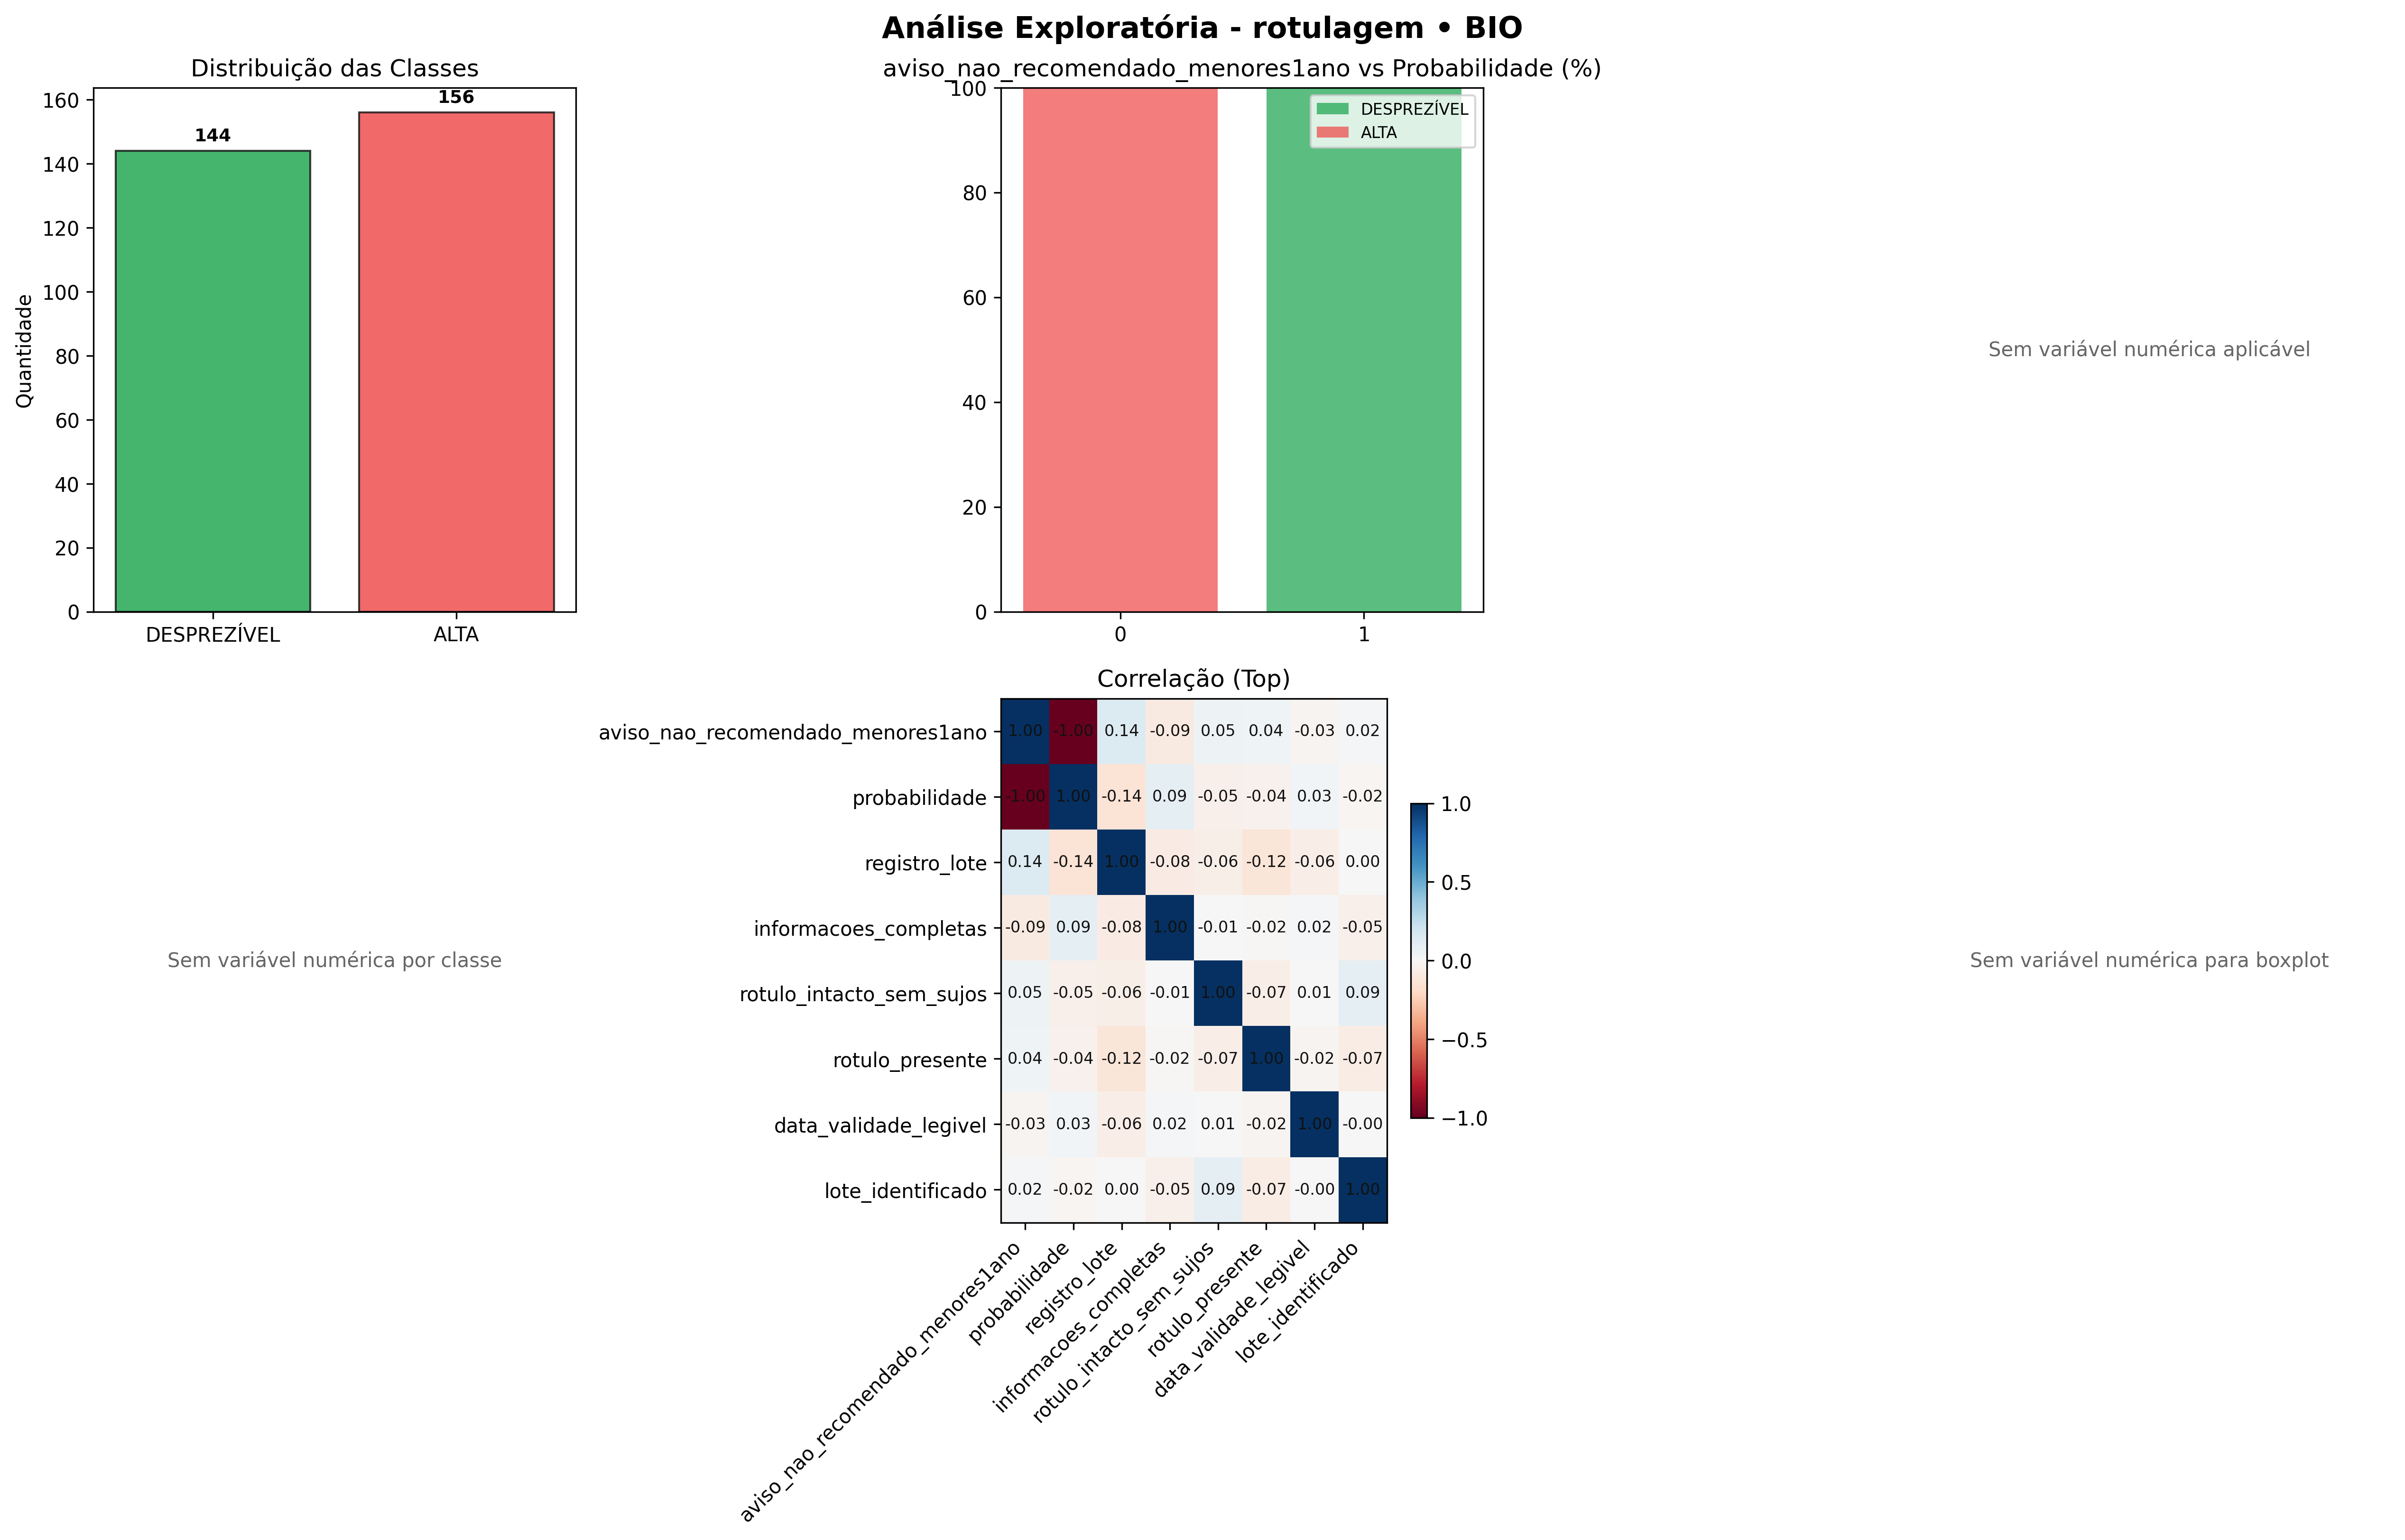 Análise Exploratória - rotulagem • BIO
Distribuição das Classes
Quantidade
160
140
120
100
80
60
40
20
0
144
156
DESPREZÍVEL
ALTA
aviso_nao_recomendado_menores1ano vs Probabilidade (%)
100
80
60
40
20
0
DESPREZÍVEL
ALTA
0
1
Sem variável numérica aplicável
Sem variável numérica por classe
Correlação (Top)
aviso_nao_recomendado_menores1ano 1.00 -1.00 0.14 -0.09 0.05 0.04 -0.03 0.02
probabilidade -1.00 1.00 -0.14 0.09 -0.05 -0.04 0.03 -0.02
registro_lote 0.14 -0.14 1.00 -0.08 -0.06 -0.12 -0.06 0.00
informacoes_completas -0.09 0.09 -0.08 1.00 -0.01 -0.02 0.02 -0.05
rotulo_intacto_sem_sujos 0.05 -0.05 -0.06 -0.01 1.00 -0.07 0.01 0.09
rotulo_presente 0.04 -0.04 -0.12 -0.02 -0.07 1.00 -0.02 -0.07
data_validade_legivel -0.03 0.03 -0.06 0.02 0.01 -0.02 1.00 -0.00
lote_identificado 0.02 -0.02 0.00 -0.05 0.09 -0.07 -0.00 1.00
aviso_nao_recomendado_menores1ano
probabilidade
registro_lote
informacoes_completas
rotulo_intacto_sem_sujos
rotulo_presente
data_validade_legivel
lote_identificado
1.0
0.5
0.0
−0.5
−1.0
Sem variável numérica para boxplot